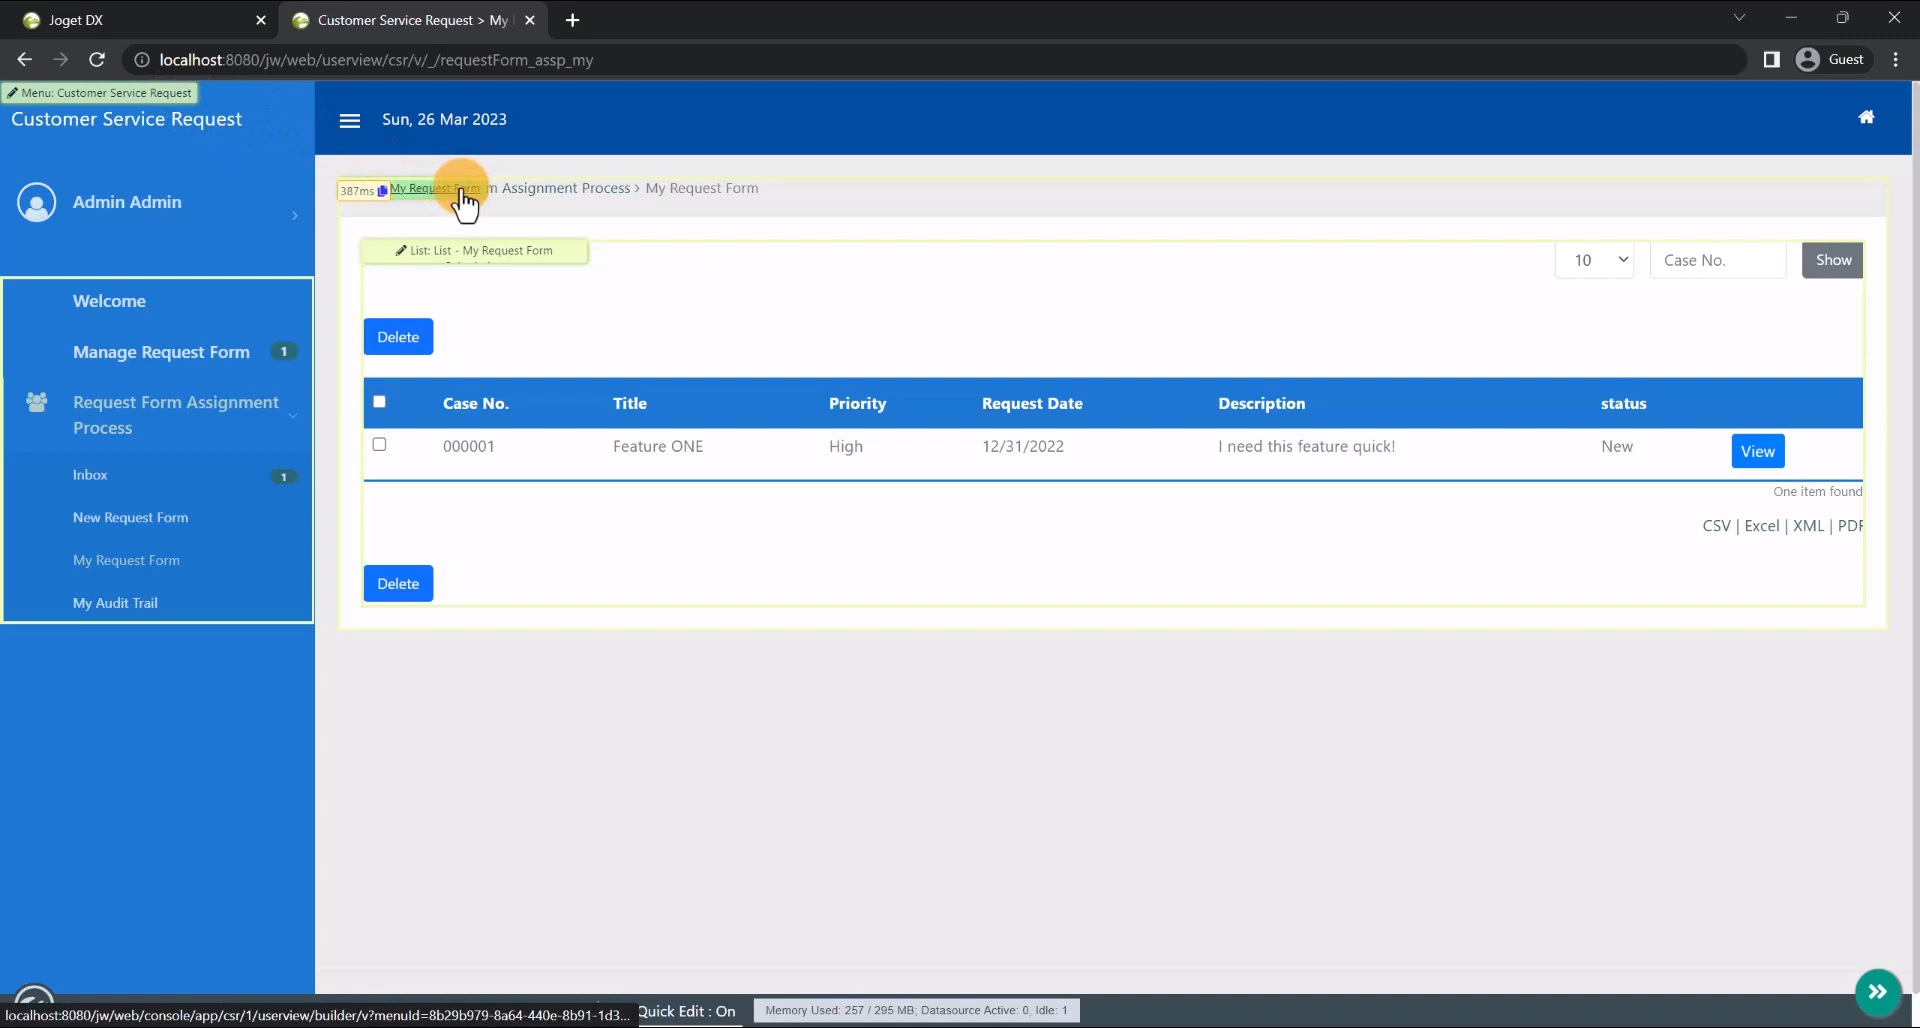 Joget DX
Customer Service Request > My
localhost:8080/jw/web/userview/csr/v/_/requestForm_assp_my
Guest
Menu: Customer Service Request
Customer Service Request
Sun, 26 Mar 2023
Admin Admin
387ms My Request Form m Assignment Process > My Request Form
List: List - My Request Form
10
Case No.
Show
Welcome
Manage Request Form 1
Request Form Assignment
Process
Inbox 1
New Request Form
My Request Form
My Audit Trail
Delete
Case No. Title Priority Request Date Description status
000001 Feature ONE High 12/31/2022 I need this feature quick! New View
One item found
CSV | Excel | XML | PDF
Delete
localhost:8080/jw/web/console/app/csr/1/userview/builder/v?menuId=8b29b979-8a64-440e-8b91-1d3...
Quick Edit : On
Memory Used: 257 / 295 MB; Datasource Active: 0, Idle: 1